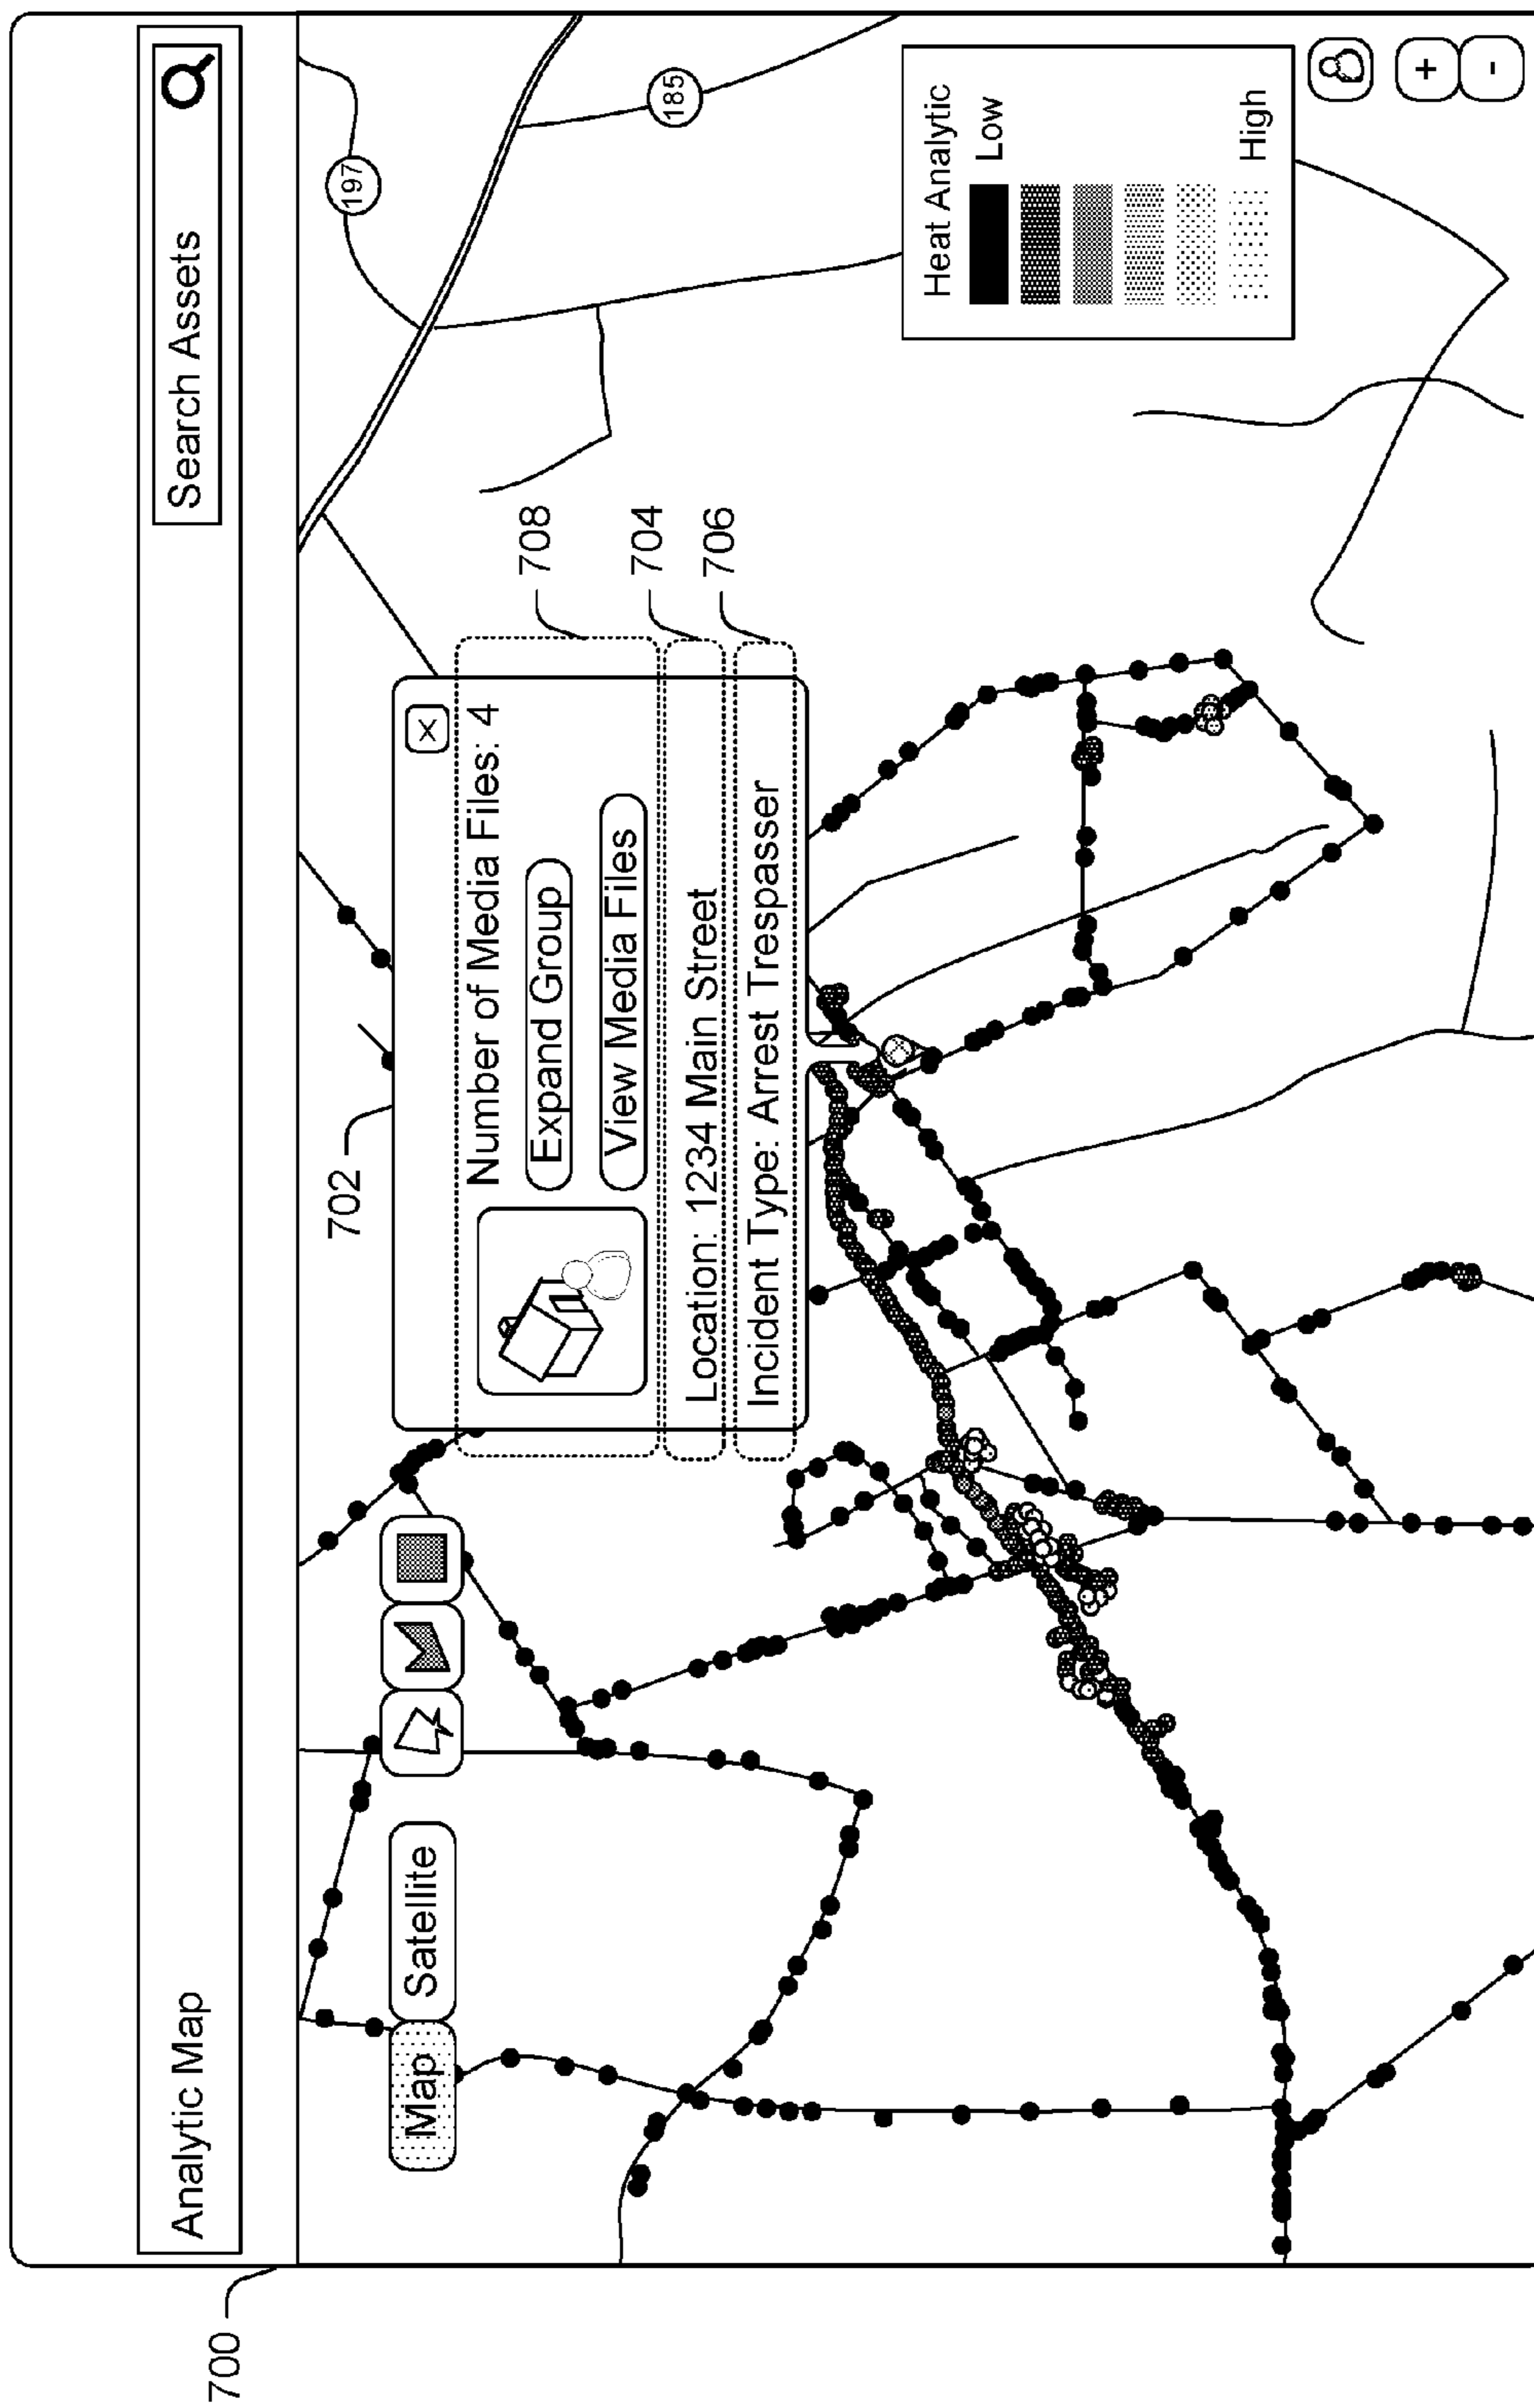 700
Analytic Map
Search Assets
197
185
Map
Satellite
702
x
Number of Media Files: 4
Expand Group
View Media Files
Location: 1234 Main Street
Incident Type: Arrest Trespasser
708
704
706
Heat Analytic
Low
High
+
-